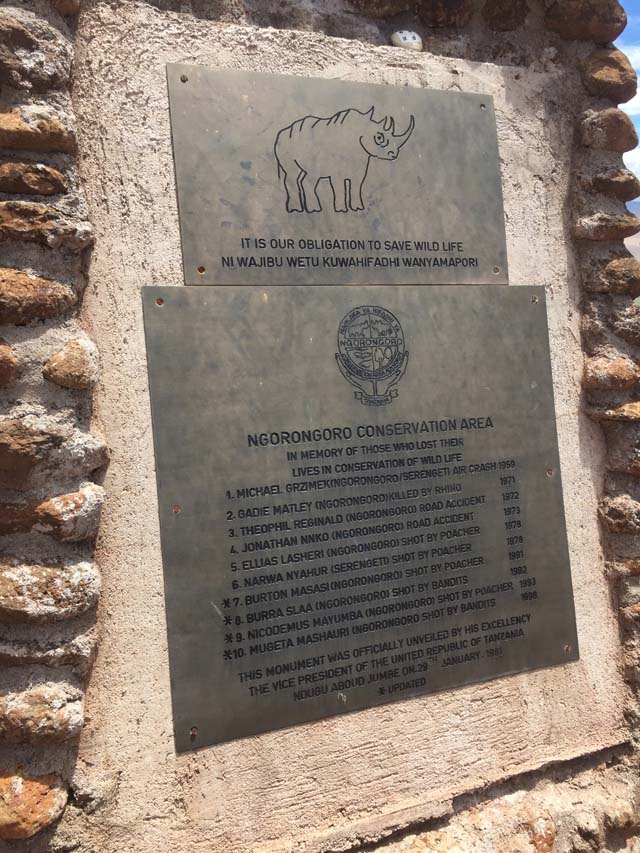 IT IS OUR OBLIGATION TO SAVE WILD LIFE
NI WAJIBU WETU KUWAHIFADHI WANYAMAPORI
NGORONGORO
TANZANIA
NGORONGORO CONSERVATION AREA
IN MEMORY OF THOSE WHO LOST THEIR
LIVES IN CONSERVATION OF WILD LIFE
1. MICHAEL GRZIMEK(NGORONGORO/SERENGETI AIR CRASH 1959
2. GADIE MATLEY (NGORONGORO)KILLED BY RHINO 1971
3. THEOPHIL REGINALD (NGORONGORO) ROAD ACCIDENT 1972
4. JONATHAN NNKO (NGORONGORO) ROAD ACCIDENT 1973
5. ELLIAS LASHERI (NGORONGORO) SHOT BY POACHER 1978
6. NARWA NYAHUR (SERENGETI) SHOT BY POACHER 1978
*7. BURTON MASASI (NGORONGORO) SHOT BY POACHER 1991
*8. BURRA SLAA (NGORONGORO) SHOT BY BANDITS 1992
*9. NICODEMUS MAYUMBA (NGORONGORO) SHOT BY POACHER 1993
*10. MUGETA MASHAURI (NGORONGORO SHOT BY BANDITS 1998
THIS MONUMENT WAS OFFICIALLY UNVEILED BY HIS EXCELLENCY
THE VICE PRESIDENT OF THE UNITED REPUBLIC OF TANZANIA
NDUGU ABOUD JUMBE ON.29TH JANUARY. 1981
* UPDATED